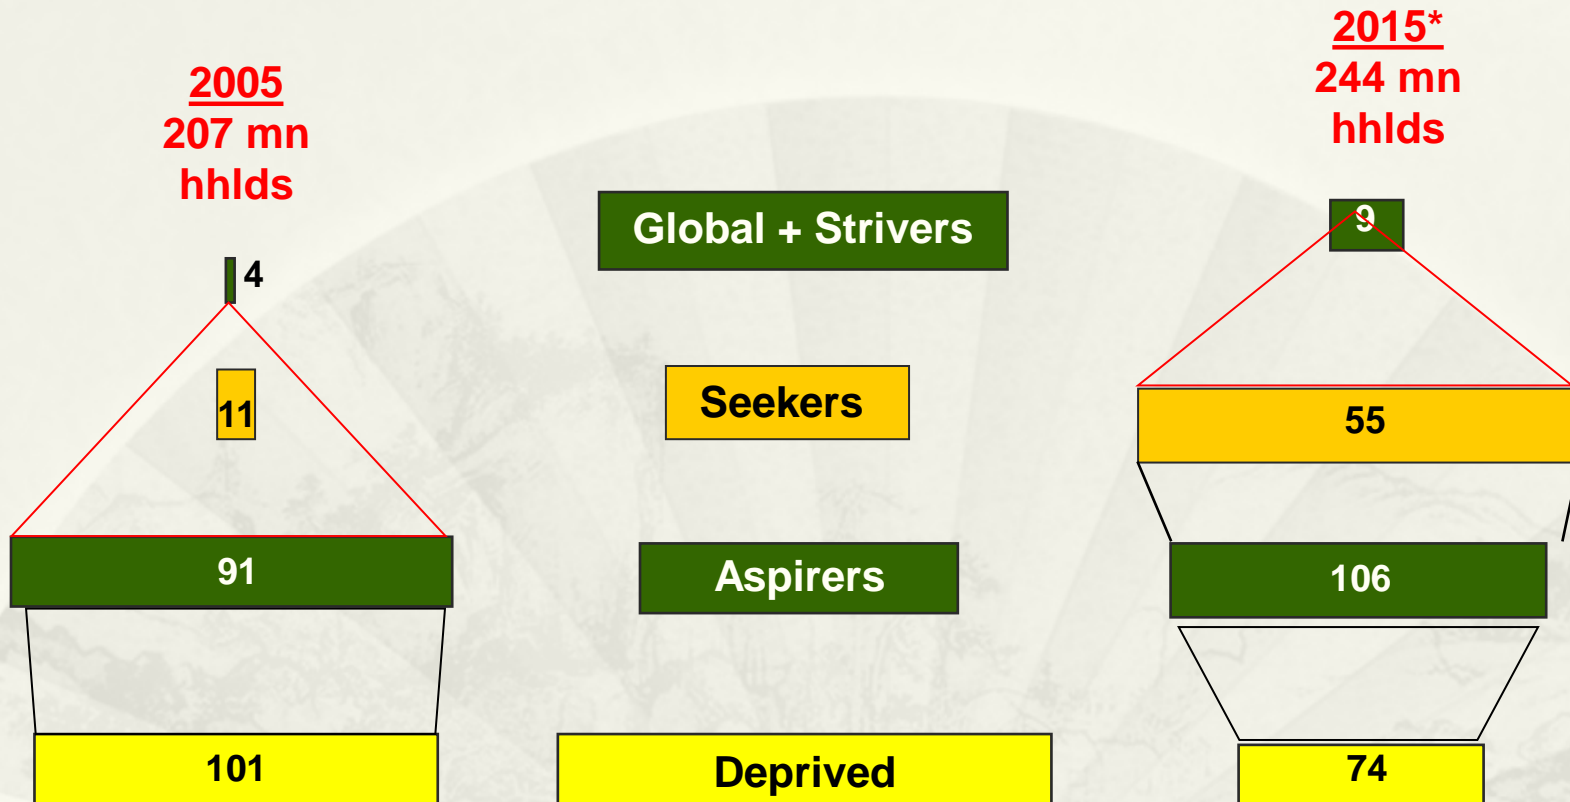 2005
207 mn
hhlds
2015*
244 mn
hhlds
Global + Strivers
4
9
11
Seekers
55
91
Aspirers
106
101
Deprived
74